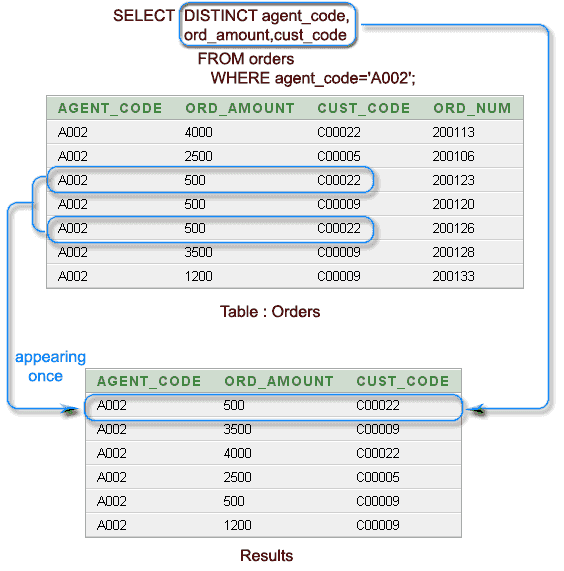 SELECT DISTINCT agent_code,
ord_amount,cust_code
FROM orders
WHERE agent_code='A002';
AGENT_CODE ORD_AMOUNT CUST_CODE ORD_NUM
A002 4000 C00022 200113
A002 2500 C00005 200106
A002 500 C00022 200123
A002 500 C00009 200120
A002 500 C00022 200126
A002 3500 C00009 200128
A002 1200 C00009 200133
Table : Orders
appearing
once
AGENT_CODE ORD_AMOUNT CUST_CODE
A002 500 C00022
A002 3500 C00009
A002 4000 C00022
A002 2500 C00005
A002 500 C00009
A002 1200 C00009
Results